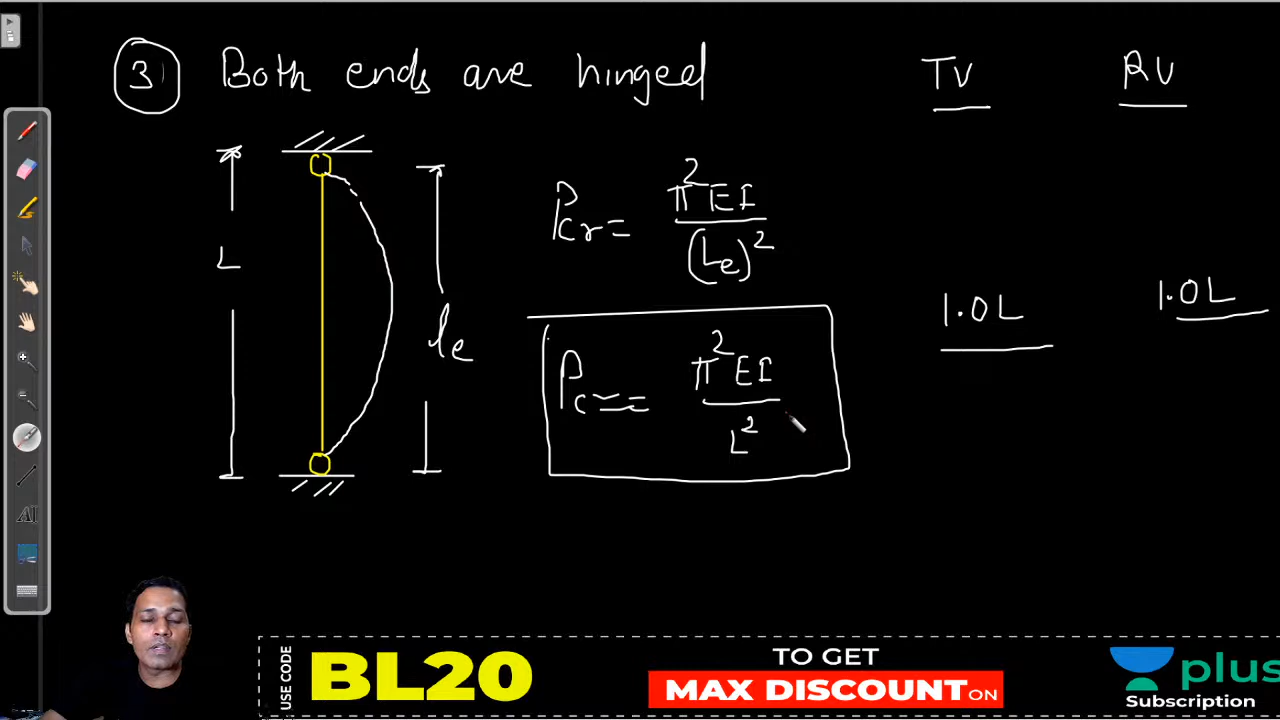 3 Both ends are hinged TV RV
L
le
Pcr = π²EI / (Le)²
Pcr = π²EI / L²
1.0L 1.0L
AI
USE CODE
BL20
TO GET
MAX DISCOUNT ON
plus
Subscription